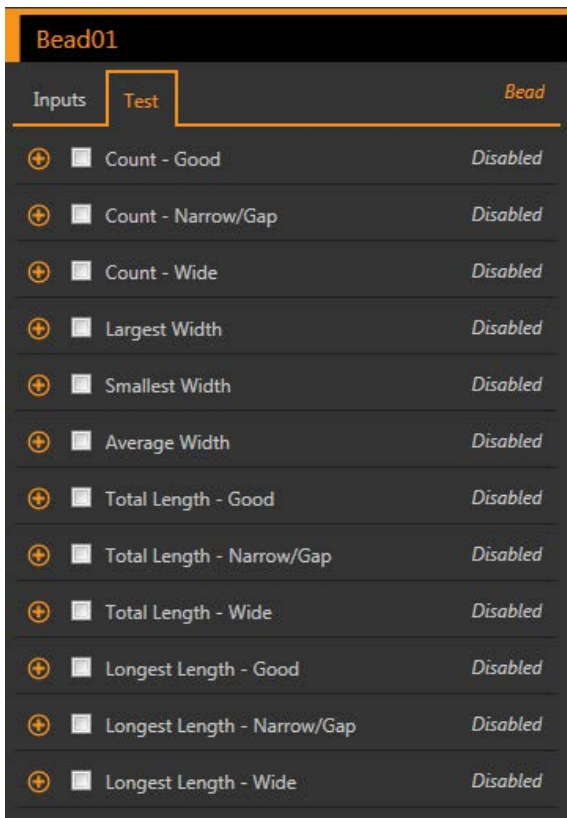 Bead01
Inputs Test Bead
Count - Good Disabled
Count - Narrow/Gap Disabled
Count - Wide Disabled
Largest Width Disabled
Smallest Width Disabled
Average Width Disabled
Total Length - Good Disabled
Total Length - Narrow/Gap Disabled
Total Length - Wide Disabled
Longest Length - Good Disabled
Longest Length - Narrow/Gap Disabled
Longest Length - Wide Disabled